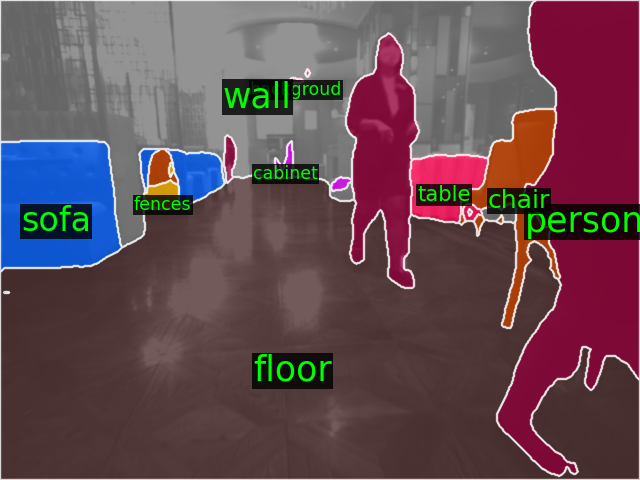 wall
groud
cabinet
table
chair
fences
sofa
person
floor